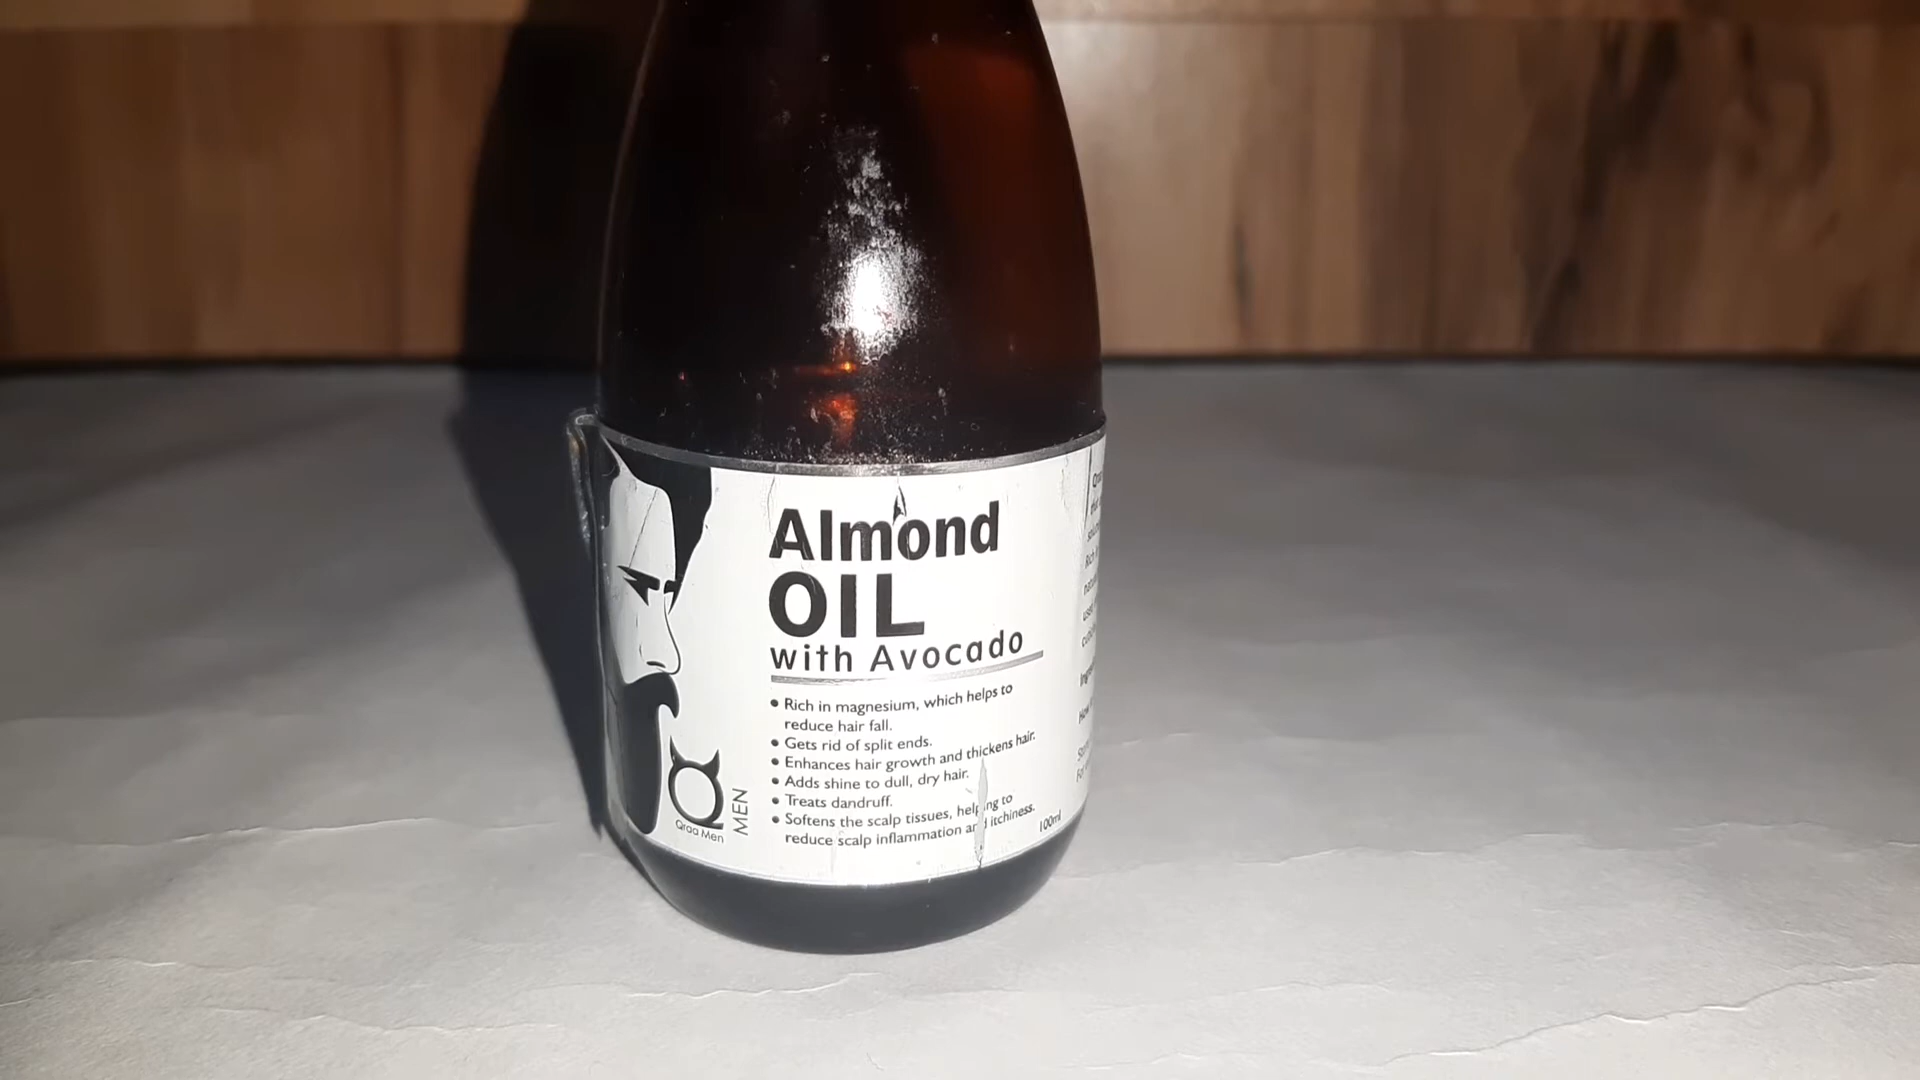 Almond
OIL
with Avocado
• Rich in magnesium, which helps to
reduce hair fall.
• Gets rid of split ends.
• Enhances hair growth and thickens hair.
• Adds shine to dull, dry hair.
• Treats dandruff.
• Softens the scalp tissues, helping to
reduce scalp inflammation and itchiness.
100ml
Q
Qraa Men
MEN